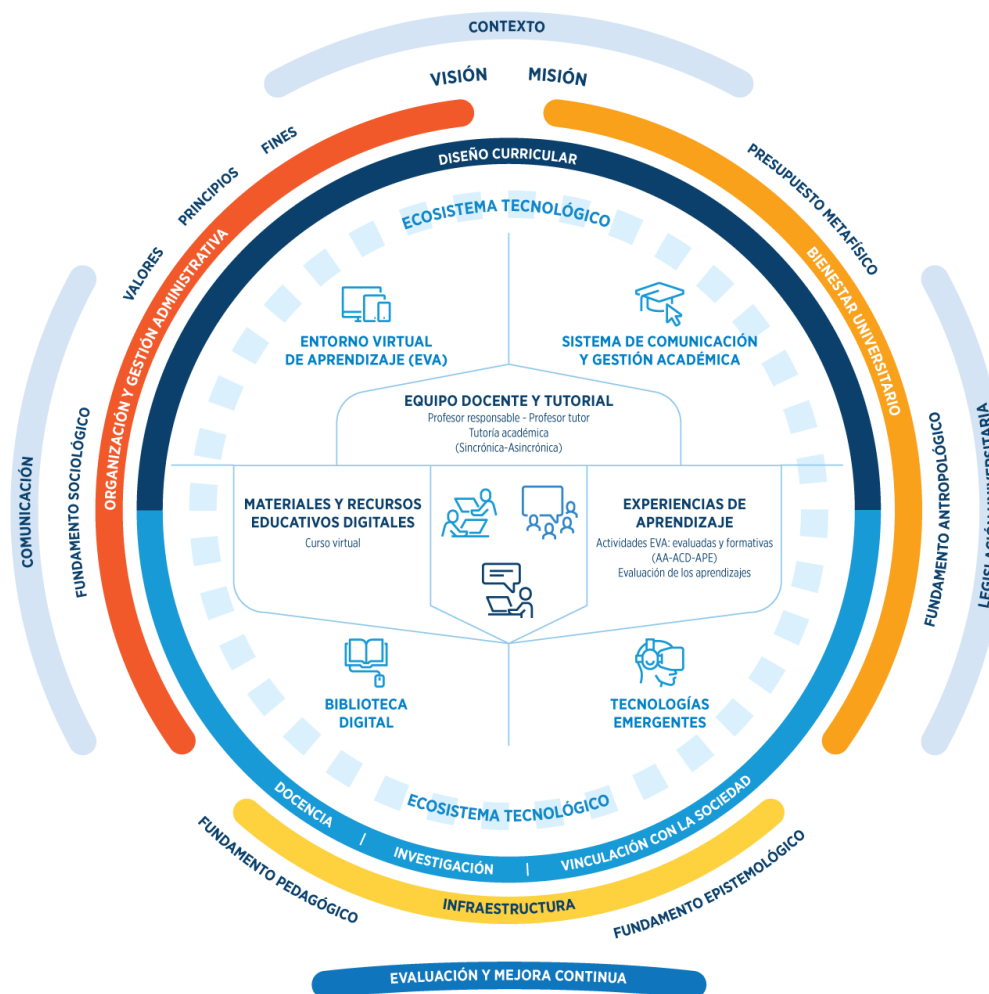 CONTEXTO
VISIÓN
MISIÓN
FINES
PRINCIPIOS
VALORES
PRESUPUESTO METAFÍSICO
DISEÑO CURRICULAR
ORGANIZACIÓN Y GESTIÓN ADMINISTRATIVA
BIENESTAR UNIVERSITARIO
ECOSISTEMA TECNOLÓGICO
ENTORNO VIRTUAL
DE APRENDIZAJE (EVA)
SISTEMA DE COMUNICACIÓN
Y GESTIÓN ACADÉMICA
EQUIPO DOCENTE Y TUTORIAL
Profesor responsable - Profesor tutor
Tutoría académica
(Sincrónica-Asincrónica)
COMUNICACIÓN
FUNDAMENTO SOCIOLÓGICO
MATERIALES Y RECURSOS
EDUCATIVOS DIGITALES
Curso virtual
EXPERIENCIAS DE
APRENDIZAJE
Actividades EVA: evaluadas y formativas
(AA-ACD-APE)
Evaluación de los aprendizajes
FUNDAMENTO ANTROPOLÓGICO
LEGISLACIÓN UNIVERSITARIA
BIBLIOTECA
DIGITAL
TECNOLOGÍAS
EMERGENTES
ECOSISTEMA TECNOLÓGICO
DOCENCIA | INVESTIGACIÓN | VINCULACIÓN CON LA SOCIEDAD
FUNDAMENTO PEDAGÓGICO
INFRAESTRUCTURA
FUNDAMENTO EPISTEMOLÓGICO
EVALUACIÓN Y MEJORA CONTINUA